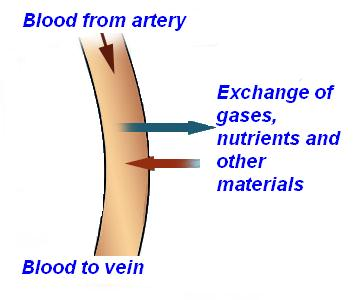 Blood from artery
Exchange of
gases,
nutrients and
other
materials
Blood to vein